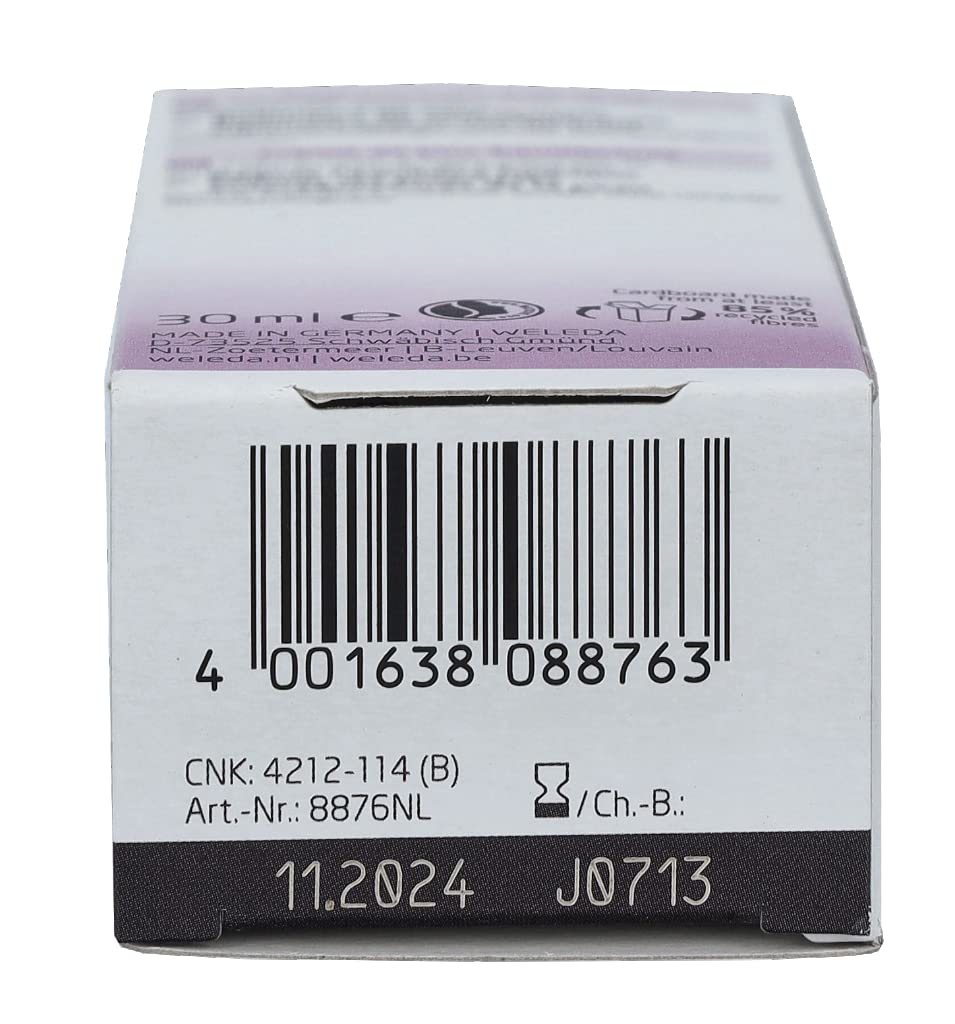 30 ml ℮
Cardboard made
from at least
85 %
recycled
fibres
MADE IN GERMANY | WELEDA
D-73525 Schwäbisch Gmünd
NL-Zoetermeer | B-Leuven/Louvain
weleda.nl | weleda.be
4 001638 088763
CNK: 4212-114 (B)
Art.-Nr.: 8876NL
/ Ch.-B.:
11.2024 J0713